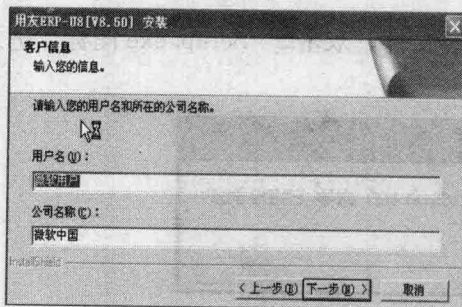 用友ERP-U8[V8.50] 安装
客户信息
输入您的信息。
请输入您的用户名和所在的公司名称。
用户名(U):
微软用户
公司名称(C):
微软中国
InstallShield
< 上一步(B) 下一步(N) > 取消